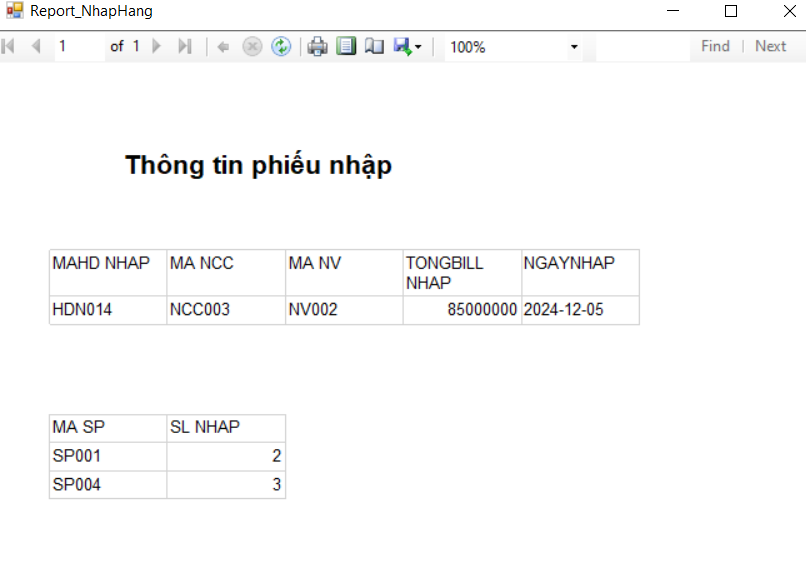 Report_NhapHang
1 of 1 100% Find | Next
Thông tin phiếu nhập
MAHD NHAP MA NCC MA NV TONGBILL NHAP NGAYNHAP
HDN014 NCC003 NV002 85000000 2024-12-05
MA SP SL NHAP
SP001 2
SP004 3